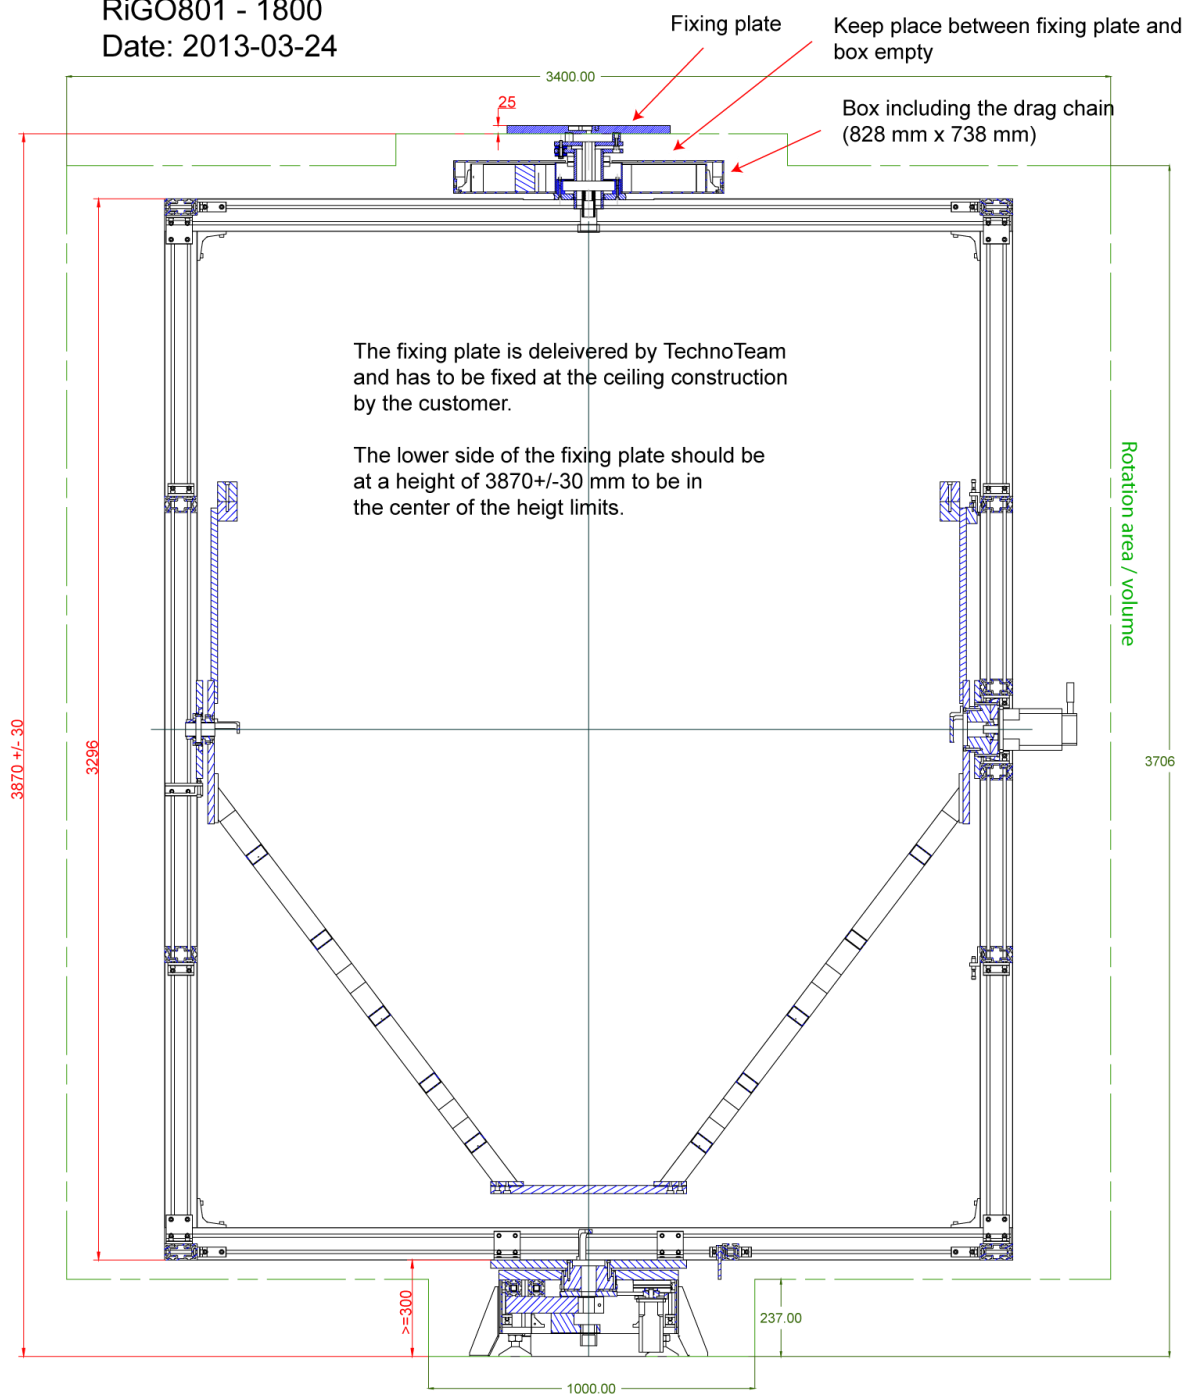 RiGO801 - 1800
Date: 2013-03-24
Fixing plate
Keep place between fixing plate and
box empty
3400.00
25
Box including the drag chain
(828 mm x 738 mm)
The fixing plate is deleivered by TechnoTeam
and has to be fixed at the ceiling construction
by the customer.
The lower side of the fixing plate should be
at a height of 3870+/-30 mm to be in
the center of the heigt limits.
Rotation area / volume
3870 +/- 30
3296
3706
>=300
237.00
1000.00